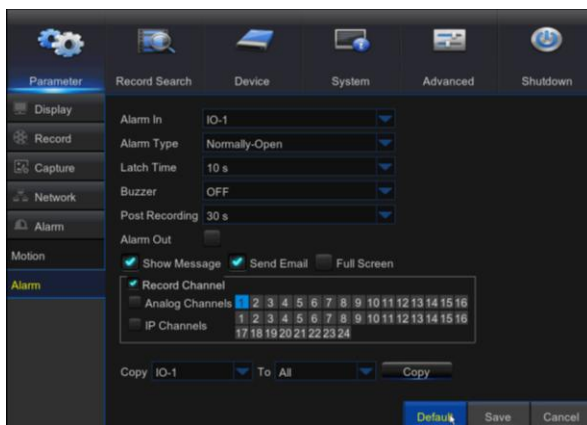 Parameter Record Search Device System Advanced Shutdown
Display
Record
Capture
Network
Alarm
Motion
Alarm
Alarm In IO-1
Alarm Type Normally-Open
Latch Time 10 s
Buzzer OFF
Post Recording 30 s
Alarm Out
Show Message Send Email Full Screen
Record Channel
Analog Channels 1 2 3 4 5 6 7 8 9 10 11 12 13 14 15 16
IP Channels 1 2 3 4 5 6 7 8 9 10 11 12 13 14 15 16
17 18 19 20 21 22 23 24
Copy IO-1 To All Copy
Default Save Cancel